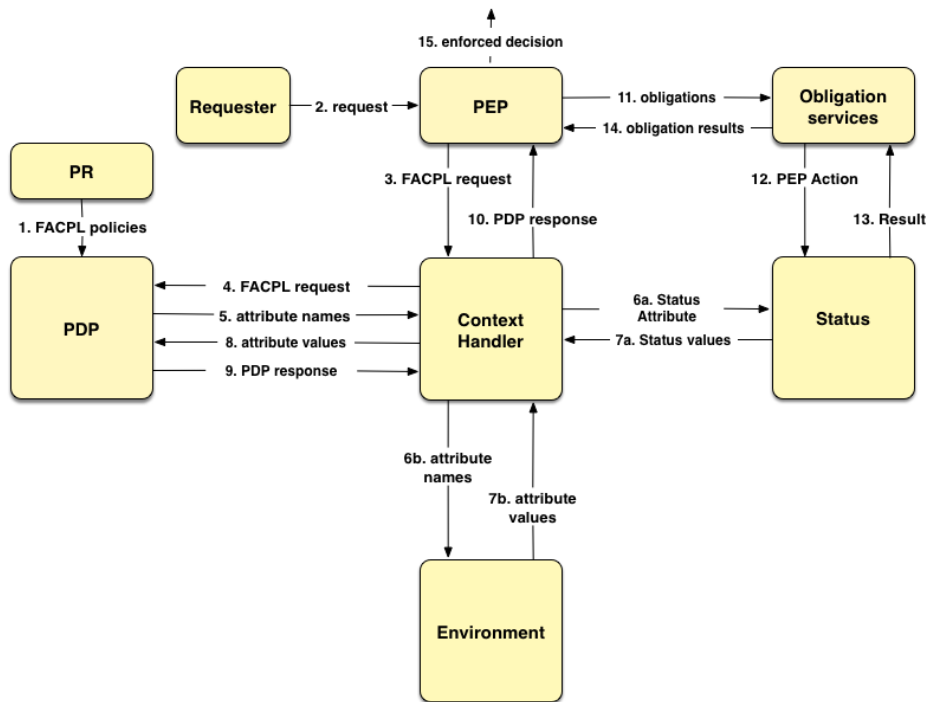 15. enforced decision
Requester
2. request
PEP
11. obligations
14. obligation results
Obligation
services
PR
1. FACPL policies
3. FACPL request
10. PDP response
12. PEP Action
13. Result
PDP
4. FACPL request
5. attribute names
8. attribute values
9. PDP response
Context
Handler
6a. Status
Attribute
7a. Status values
Status
6b. attribute
names
7b. attribute
values
Environment